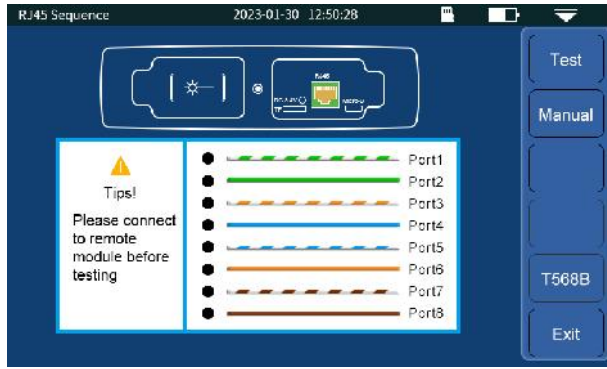 RJ45 Sequence
2023-01-30 12:50:28
Test
Manual
T568B
Exit
RJ45
TF
Tips!
Please connect
to remote
module before
testing
Port1
Port2
Port3
Port4
Port5
Port6
Port7
Port8